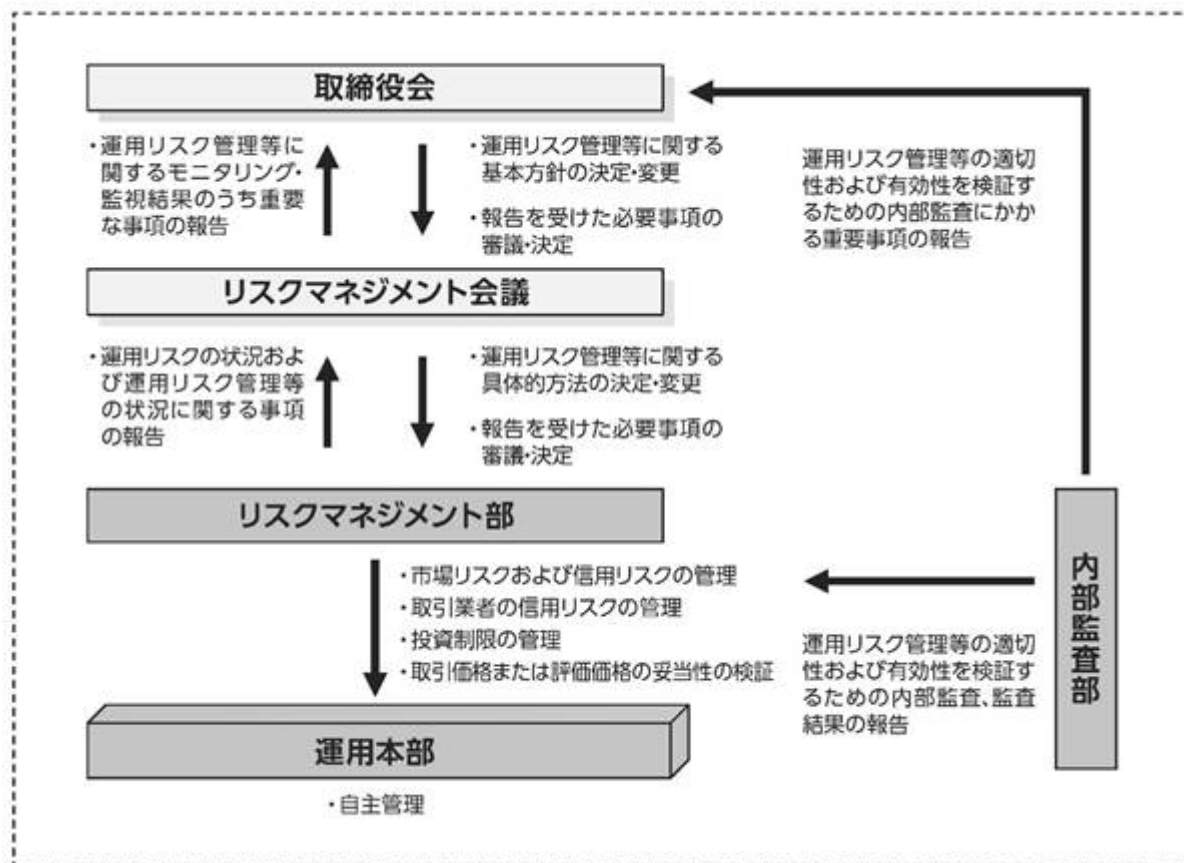 取締役会
・運用リスク管理等に
関するモニタリング・
監視結果のうち重要
な事項の報告
・運用リスク管理等に関する
基本方針の決定・変更
・報告を受けた必要事項の
審議・決定
運用リスク管理等の適切
性および有効性を検証す
るための内部監査にかか
る重要事項の報告
リスクマネジメント会議
・運用リスクの状況およ
び運用リスク管理等
の状況に関する事項
の報告
・運用リスク管理等に関する
具体的方法の決定・変更
・報告を受けた必要事項の
審議・決定
リスクマネジメント部
・市場リスクおよび信用リスクの管理
・取引業者の信用リスクの管理
・投資制限の管理
・取引価格または評価価格の妥当性の検証
内部監査部
運用リスク管理等の適切
性および有効性を検証す
るための内部監査、監査
結果の報告
運用本部
・自主管理